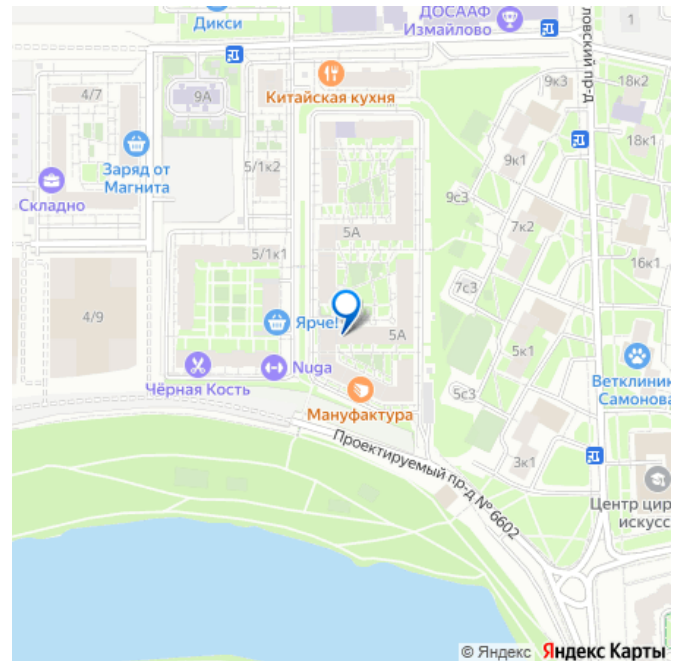 Дикси
ДОСААФ
Измайлово
ловский пр-д
1
4/7
9А
Китайская кухня
9к3
18к2
Заряд от
Магнита
5/1к2
9к1
18к1
Складно
9с3
7к2
5А
5/1к1
16к1
7с3
4/9
Ярче!
5А
5к1
Nuga
Чёрная Кость
5с3
Ветклиник
Самонова
Мануфактура
Проектируемый пр-д № 6602
3к1
Центр цир
искусс
© Яндекс Яндекс Карты